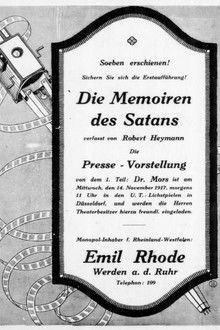 Soeben erschienen!
Sichern Sie sich die Erstaufführung!
Die Memoiren
des Satans
verfasst von Robert Heymann
Die
Presse - Vorstellung
von dem 1. Teil: Dr. Mors ist am
Mittwoch, den 14. November 1917, morgens
11 Uhr in den U. T.-Lichtspielen in
Düsseldorf, und werden die Herren
Theaterbesitzer hierzu freundl. eingeladen.
Monopol-Inhaber f. Rheinland-Westfalen:
Emil Rhode
Werden a. d. Ruhr
Telephon: 109